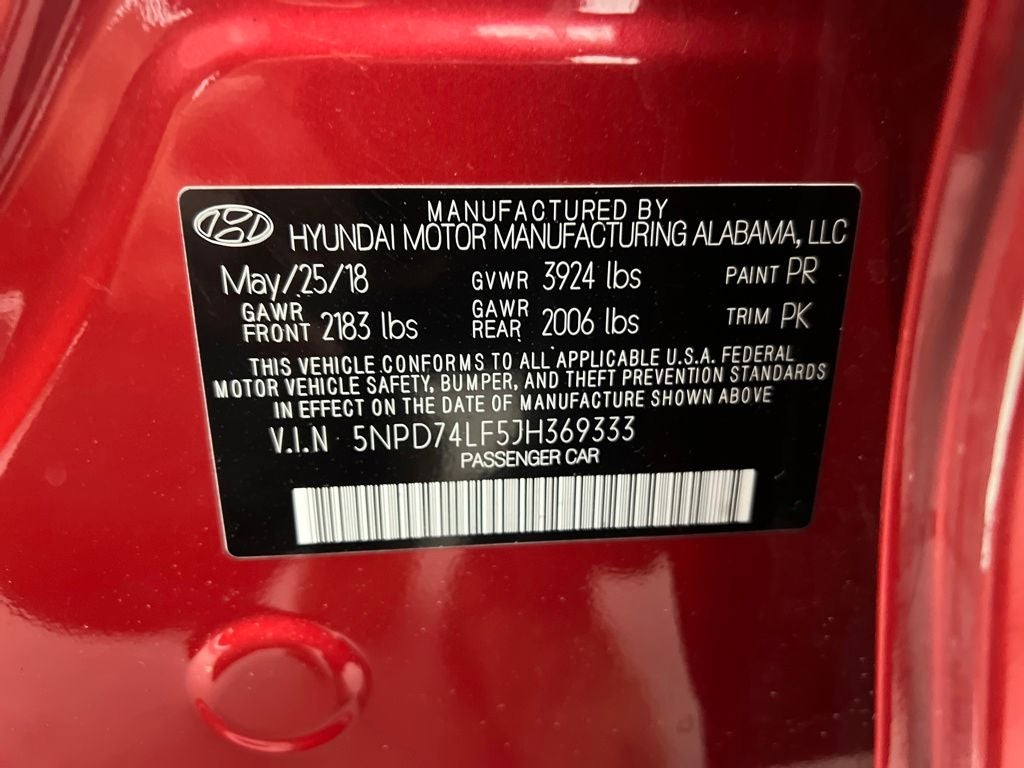 MANUFACTURED BY
HYUNDAI MOTOR MANUFACTURING ALABAMA, LLC
May/25/18 GVWR 3924 lbs PAINT PR
GAWR FRONT 2183 lbs GAWR REAR 2006 lbs TRIM PK
THIS VEHICLE CONFORMS TO ALL APPLICABLE U.S.A. FEDERAL
MOTOR VEHICLE SAFETY, BUMPER, AND THEFT PREVENTION STANDARDS
IN EFFECT ON THE DATE OF MANUFACTURE SHOWN ABOVE
V.I.N 5NPD74LF5JH369333
PASSENGER CAR